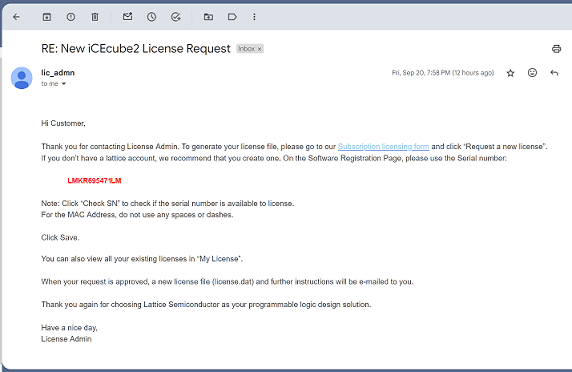 RE: New iCEcube2 License Request Inbox ×
lic_admn
Fri, Sep 20, 7:58 PM (12 hours ago)
to me
Hi Customer,
Thank you for contacting License Admin. To generate your license file, please go to our Subscription licensing form and click “Request a new license”.
If you don’t have a lattice account, we recommend that you create one. On the Software Registration Page, please use the Serial number:
LMKR695471LM
Note: Click “Check SN” to check if the serial number is available to license.
For the MAC Address, do not use any spaces or dashes.
Click Save.
You can also view all your existing licenses in “My License”.
When your request is approved, a new license file (license.dat) and further instructions will be e-mailed to you.
Thank you again for choosing Lattice Semiconductor as your programmable logic design solution.
Have a nice day,
License Admin